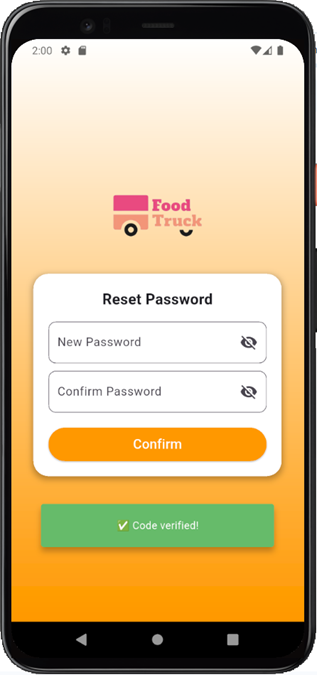 2:00
Food
Truck
Reset Password
New Password
Confirm Password
Confirm
✅ Code verified!